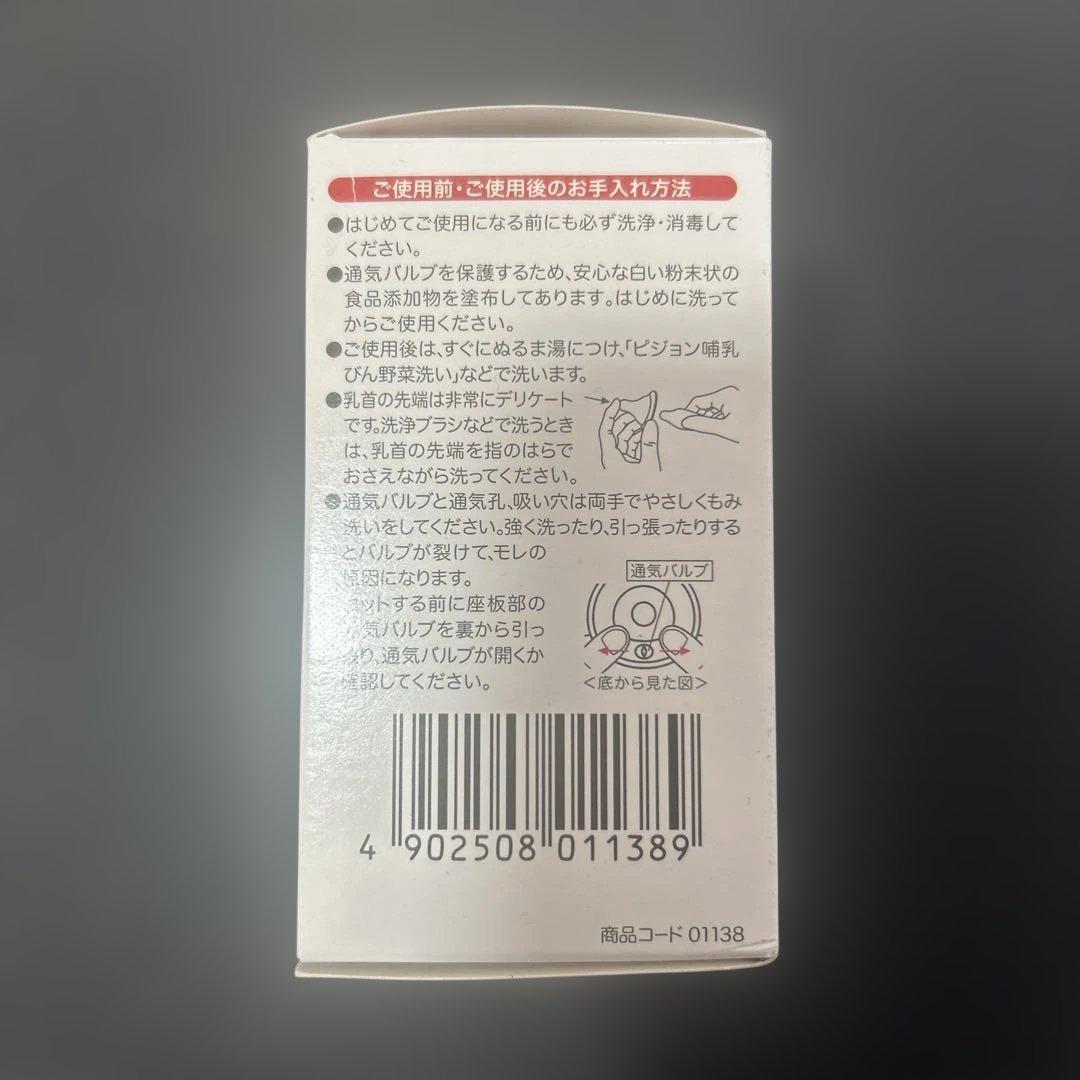 ご使用前・ご使用後のお手入れ方法
●はじめてご使用になる前にも必ず洗浄・消毒して
ください。
●通気バルブを保護するため、安心な白い粉末状の
食品添加物を塗布してあります。はじめに洗って
からご使用ください。
●ご使用後は、すぐにぬるま湯につけ、「ピジョン哺乳
びん野菜洗い」などで洗います。
●乳首の先端は非常にデリケート
です。洗浄ブラシなどで洗うとき
は、乳首の先端を指のはらで
おさえながら洗ってください。
●通気バルブと通気孔、吸い穴は両手でやさしくもみ
洗いをしてください。強く洗ったり、引っ張ったりする
とバルブが裂けて、モレの
原因になります。
セットする前に座板部の
通気バルブを裏から引っ
張り、通気バルブが開くか
確認してください。
通気バルブ
＜底から見た図＞
4 902508 011389
商品コード 01138